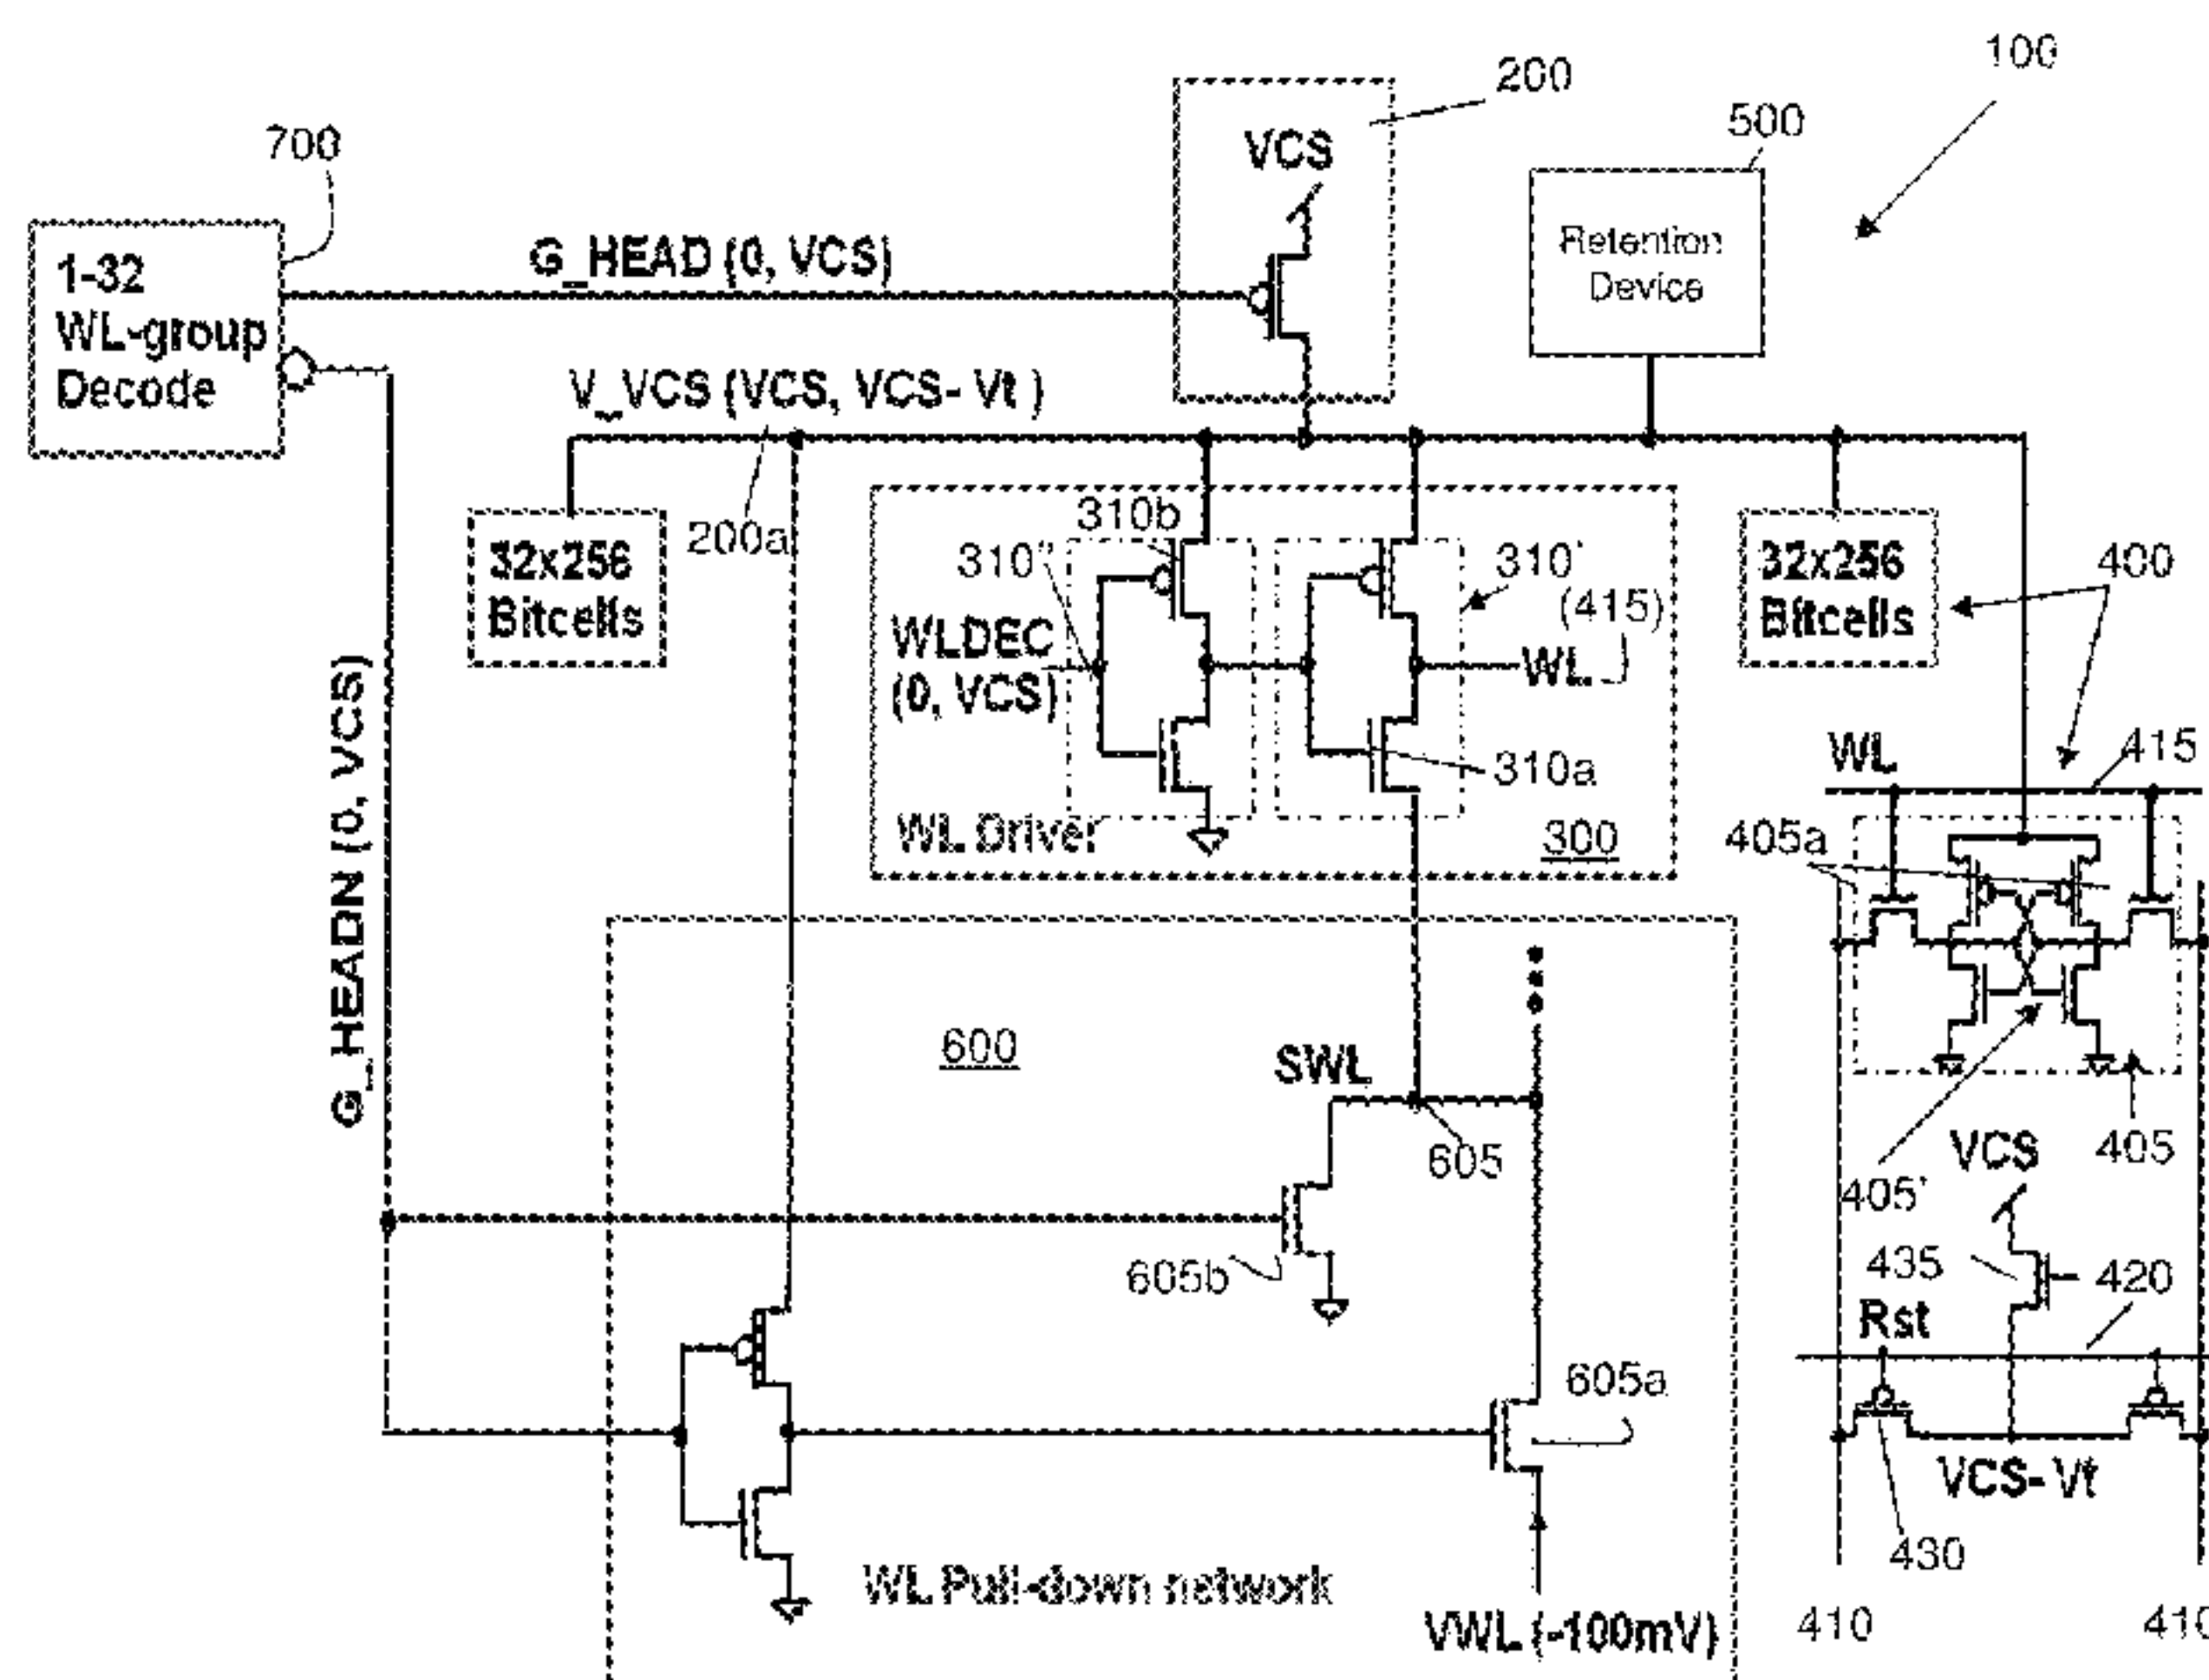 100
200
500
700
VCS
1-32
WL-group
Decode
G_HEAD (0, VCS)
Retention
Device
V_VCS (VCS, VCS- Vt )
200a
32x256
Bitcells
310b
310"
310'
(415)
WLDEC
(0, VCS)
WL
310a
WL Driver
300
32x256
Bitcells
400
G_HEADN (0, VCS)
WL
415
405a
405
405'
600
SWL
605
605b
605a
VCS
435
420
Rst
VCS- Vt
430
WL Pull-down network
VWL (-100mV)
410
410